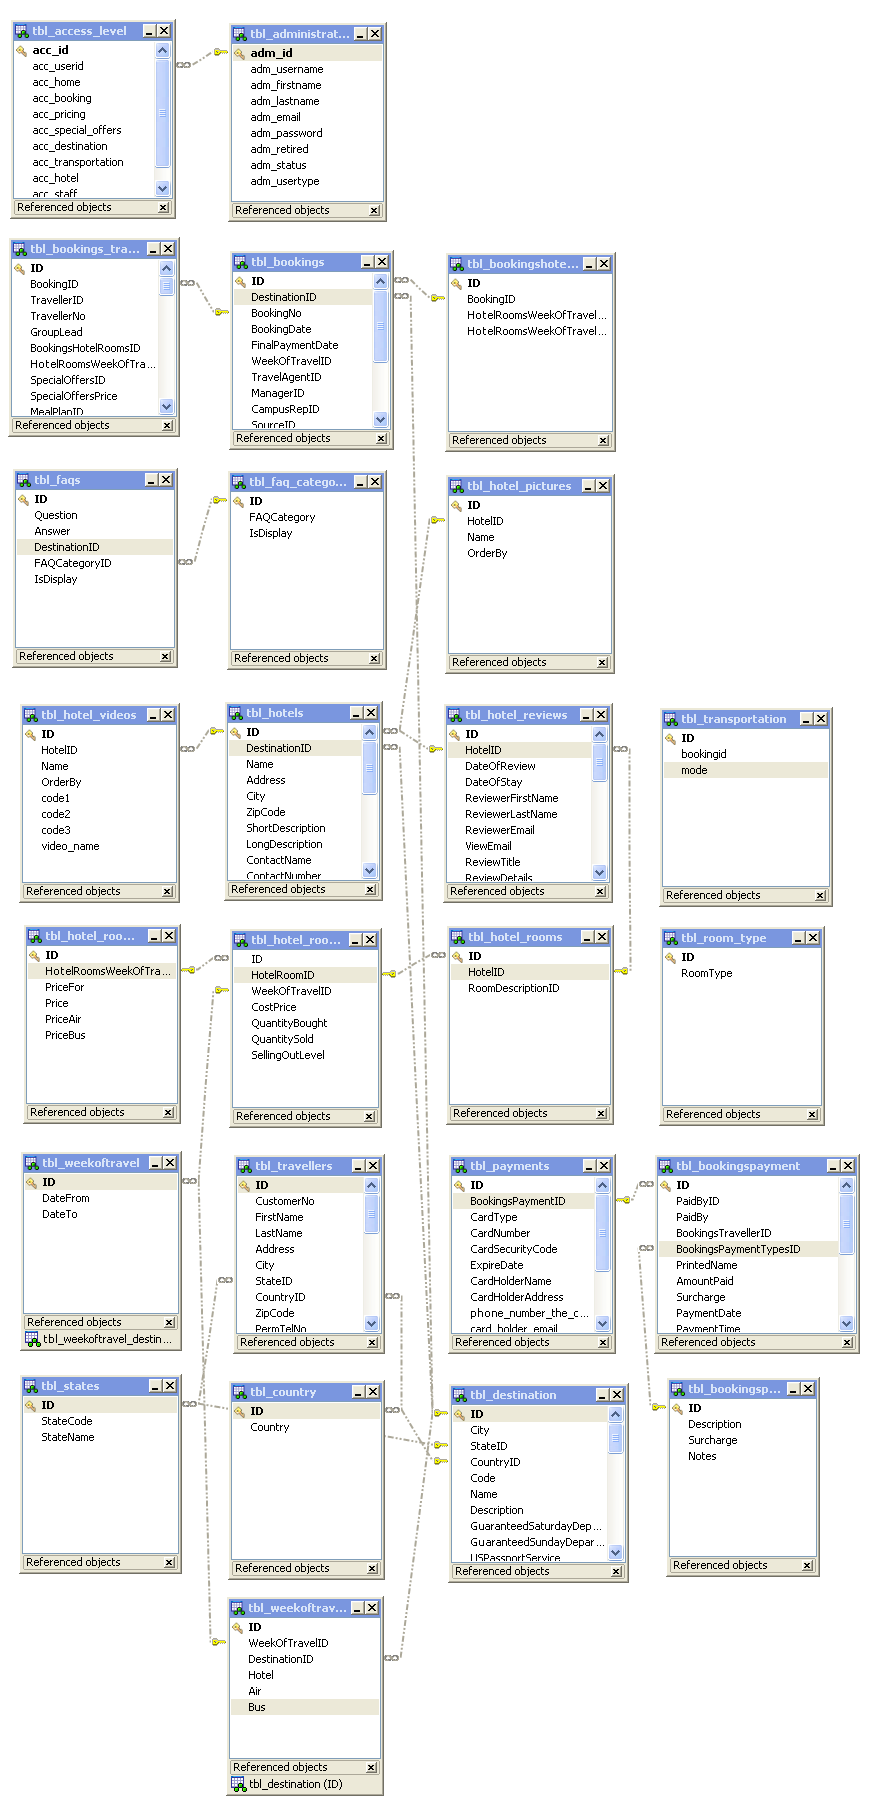 tbl_access_level
acc_id
acc_userid
acc_home
acc_booking
acc_pricing
acc_special_offers
acc_destination
acc_transportation
acc_hotel
acc_staff
Referenced objects
tbl_administrat...
adm_id
adm_username
adm_firstname
adm_lastname
adm_email
adm_password
adm_retired
adm_status
adm_usertype
Referenced objects
tbl_bookings_tra...
ID
BookingID
TravellerID
TravellerNo
GroupLead
BookingsHotelRoomsID
HotelRoomsWeekOfTra...
SpecialOffersID
SpecialOffersPrice
MealPlanID
Referenced objects
tbl_bookings
ID
DestinationID
BookingNo
BookingDate
FinalPaymentDate
WeekOfTravelID
TravelAgentID
ManagerID
CampusRepID
SourceID
Referenced objects
tbl_bookingshote...
ID
BookingID
HotelRoomsWeekOfTravel...
HotelRoomsWeekOfTravel...
Referenced objects
tbl_faqs
ID
Question
Answer
DestinationID
FAQCategoryID
IsDisplay
Referenced objects
tbl_faq_catego...
ID
FAQCategory
IsDisplay
Referenced objects
tbl_hotel_pictures
ID
HotelID
Name
OrderBy
Referenced objects
tbl_hotel_videos
ID
HotelID
Name
OrderBy
code1
code2
code3
video_name
Referenced objects
tbl_hotels
ID
DestinationID
Name
Address
City
ZipCode
ShortDescription
LongDescription
ContactName
ContactNumber
Referenced objects
tbl_hotel_reviews
ID
HotelID
DateOfReview
DateOfStay
ReviewerFirstName
ReviewerLastName
ReviewerEmail
ViewEmail
ReviewTitle
ReviewDetails
Referenced objects
tbl_transportation
ID
bookingid
mode
Referenced objects
tbl_hotel_roo...
ID
HotelRoomsWeekOfTra...
PriceFor
Price
PriceAir
PriceBus
Referenced objects
tbl_hotel_roo...
ID
HotelRoomID
WeekOfTravelID
CostPrice
QuantityBought
QuantitySold
SellingOutLevel
Referenced objects
tbl_hotel_rooms
ID
HotelID
RoomDescriptionID
Referenced objects
tbl_room_type
ID
RoomType
Referenced objects
tbl_weekoftravel
ID
DateFrom
DateTo
Referenced objects
tbl_weekoftravel_destin...
tbl_travellers
ID
CustomerNo
FirstName
LastName
Address
City
StateID
CountryID
ZipCode
PermTelNo
Referenced objects
tbl_payments
ID
BookingsPaymentID
CardType
CardNumber
CardSecurityCode
ExpireDate
CardHolderName
CardHolderAddress
phone_number_the_c...
card_holder_email
Referenced objects
tbl_bookingspayment
ID
PaidByID
PaidBy
BookingsTravellerID
BookingsPaymentTypesID
PrintedName
AmountPaid
Surcharge
PaymentDate
PaymentTime
Referenced objects
tbl_states
ID
StateCode
StateName
Referenced objects
tbl_country
ID
Country
Referenced objects
tbl_destination
ID
City
StateID
CountryID
Code
Name
Description
GuaranteedSaturdayDep...
GuaranteedSundayDepar...
USPassportService
Referenced objects
tbl_bookingsp...
ID
Description
Surcharge
Notes
Referenced objects
tbl_weekoftrav...
ID
WeekOfTravelID
DestinationID
Hotel
Air
Bus
Referenced objects
tbl_destination (ID)